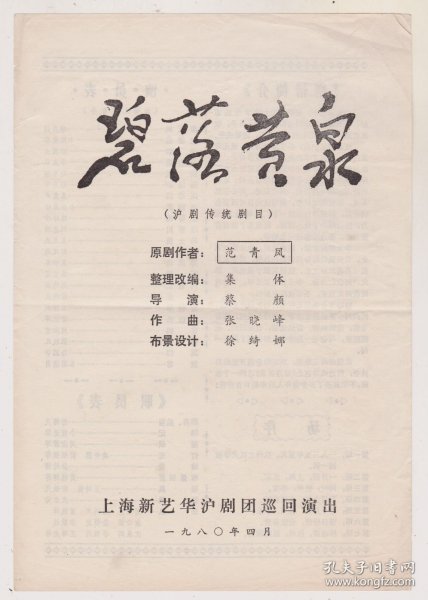 碧落黄泉
（沪剧传统剧目）
原剧作者：范青凤
整理改编：集体
导演：蔡颜
作曲：张晓峰
布景设计：徐绮娜
上海新艺华沪剧团巡回演出
一九八〇年四月
孔夫子旧书网
www.kongfz.com